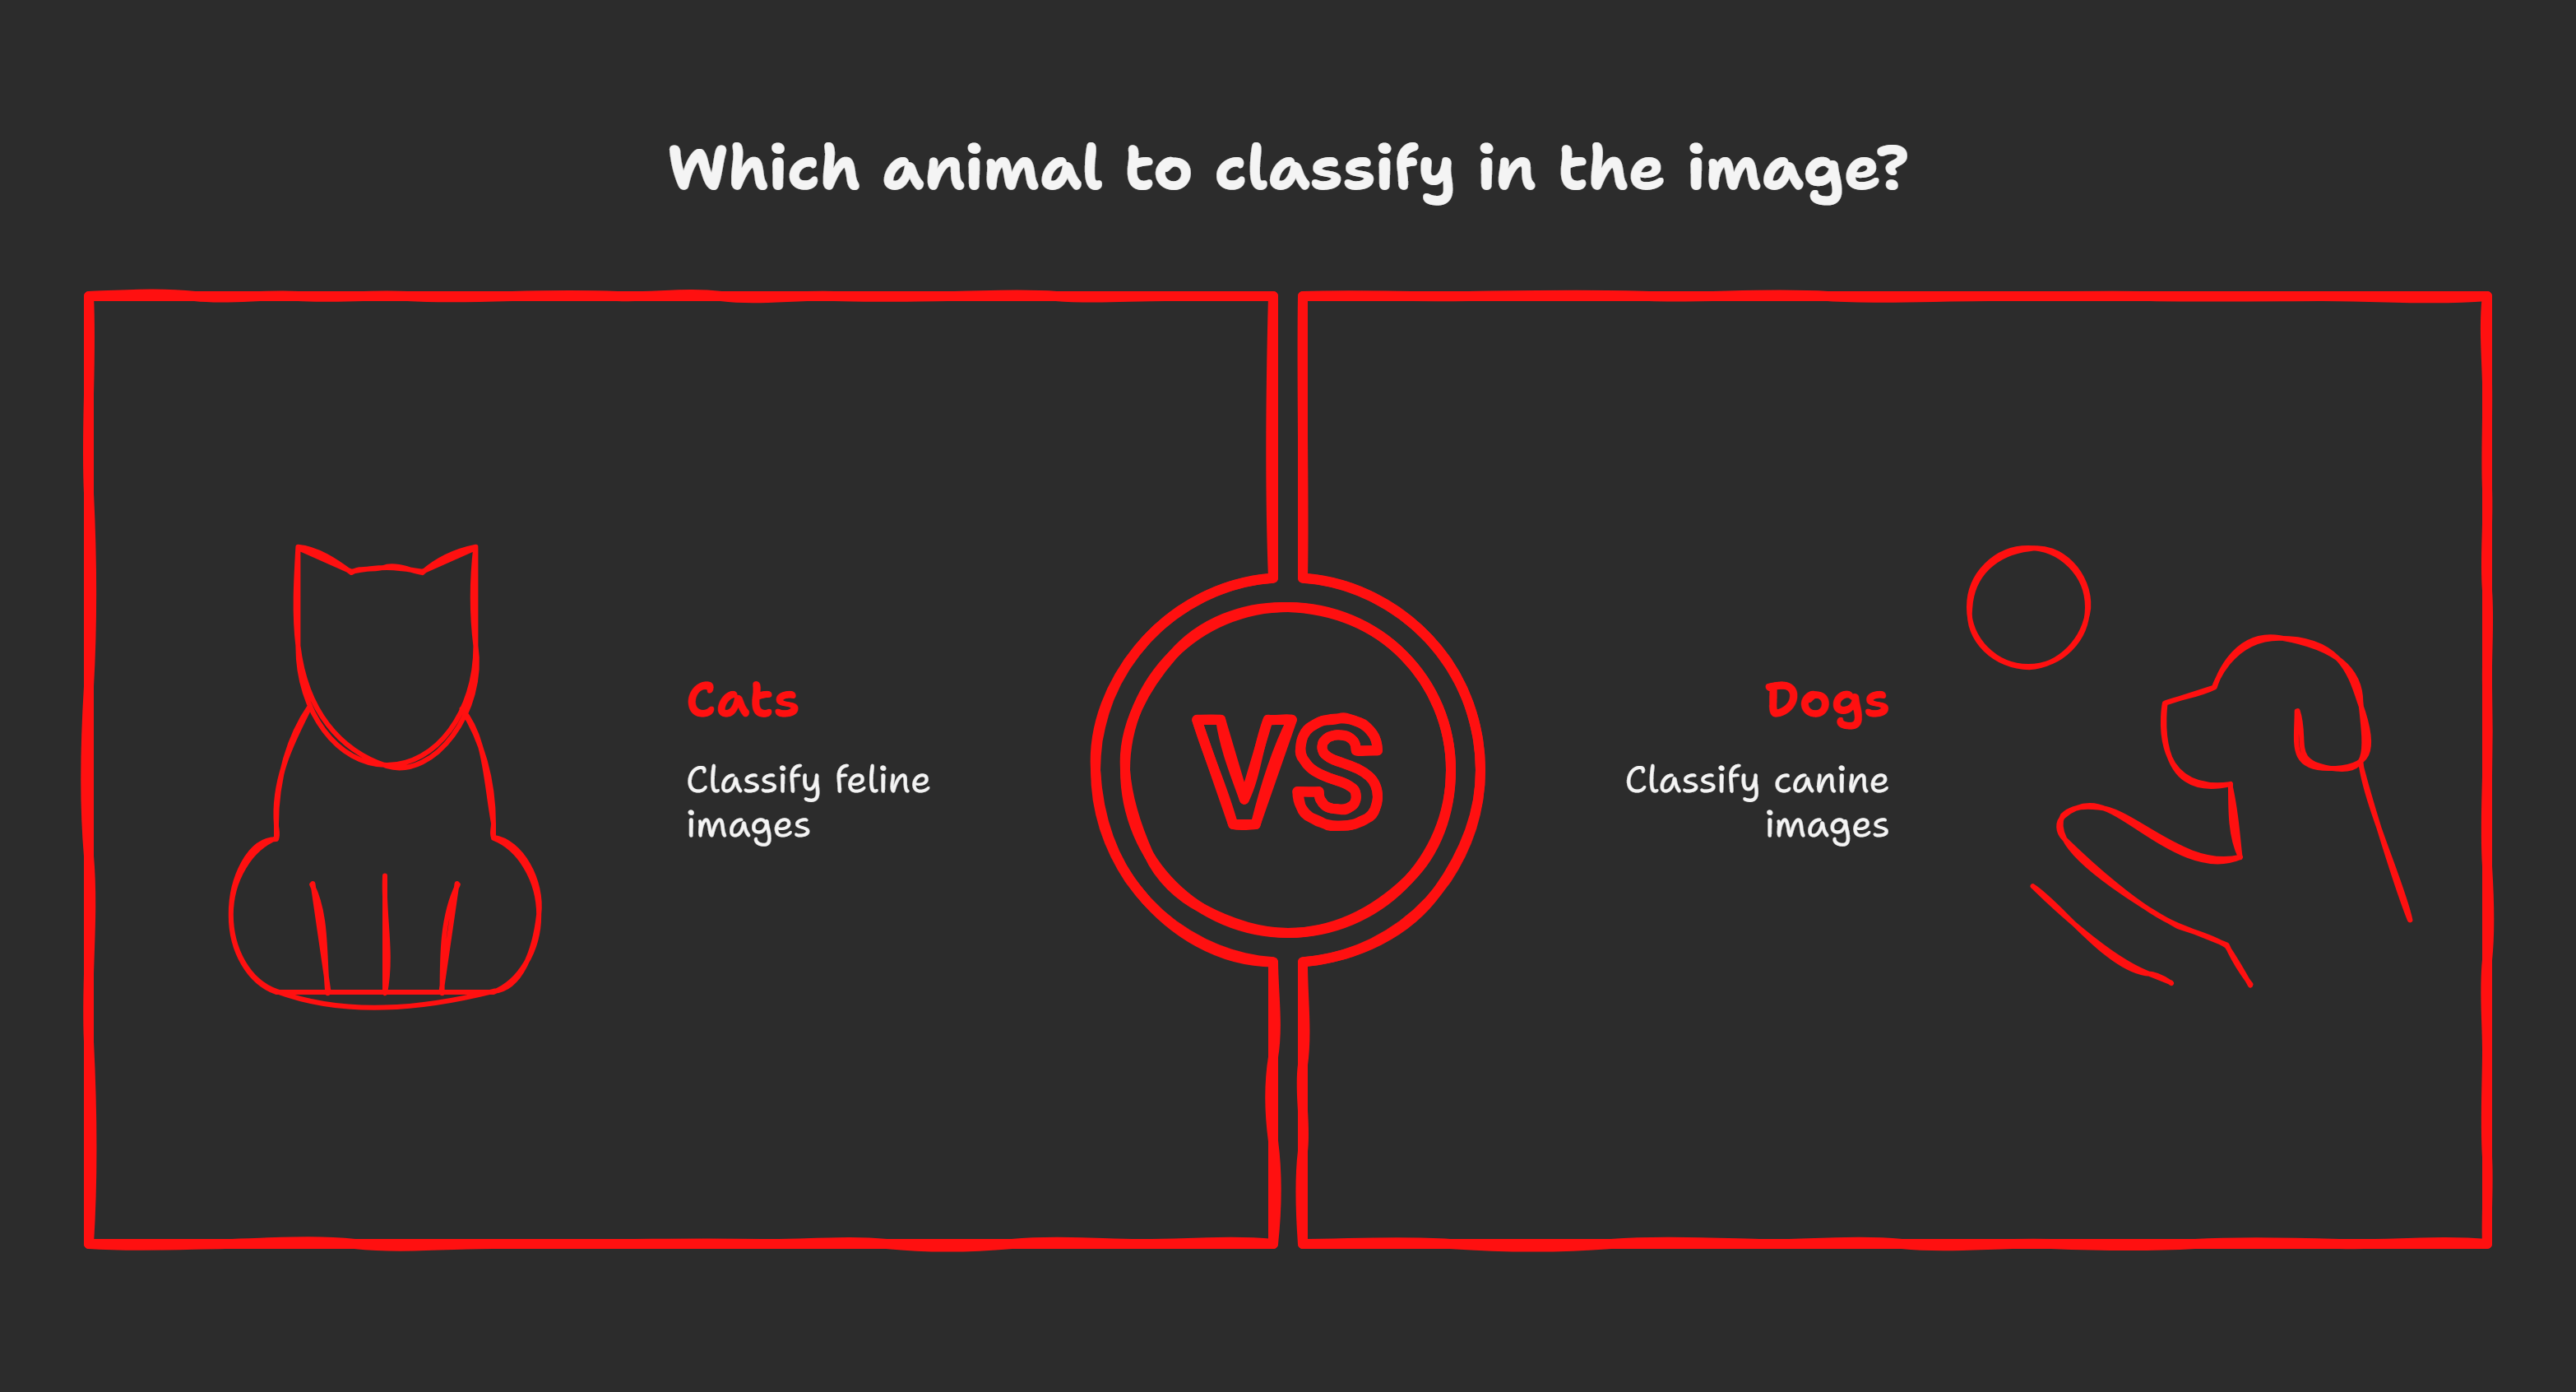 Which animal to classify in the image?
Cats
Classify feline
images
VS
Dogs
Classify canine
images